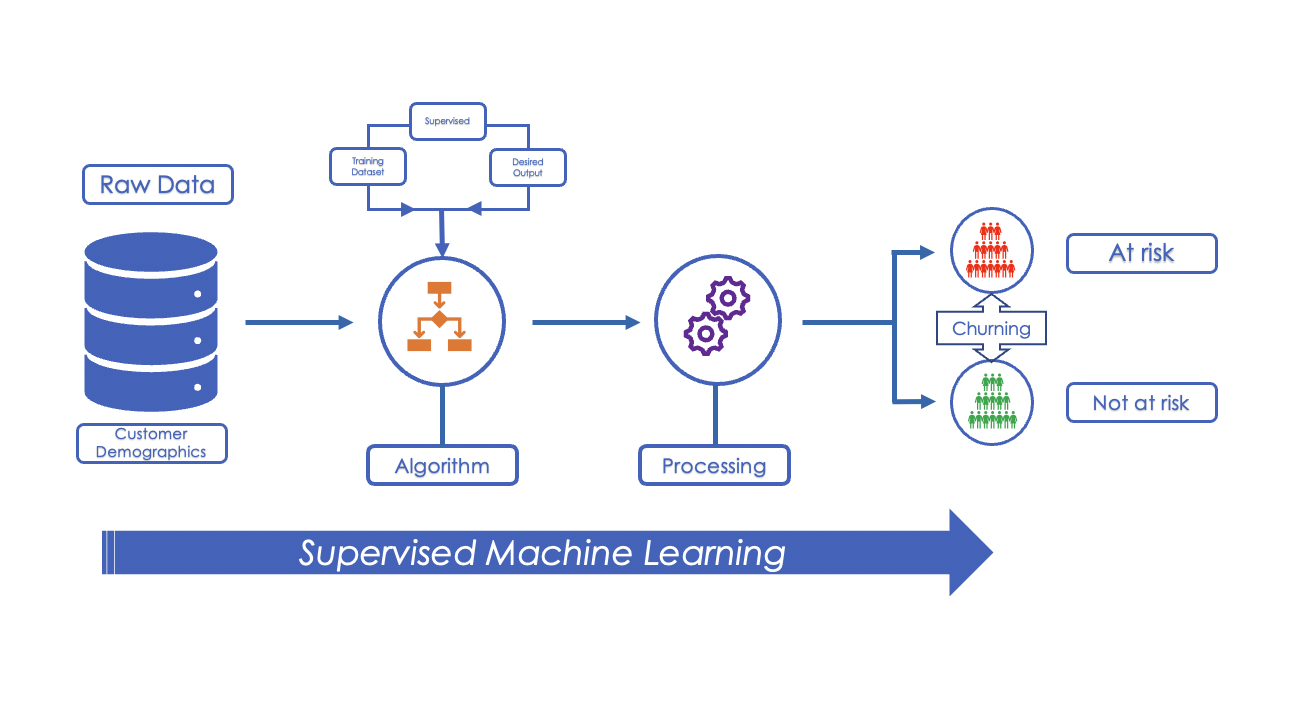 Supervised
Training
Dataset
Desired
Output
Raw Data
At risk
Churning
Not at risk
Customer
Demographics
Algorithm
Processing
Supervised Machine Learning